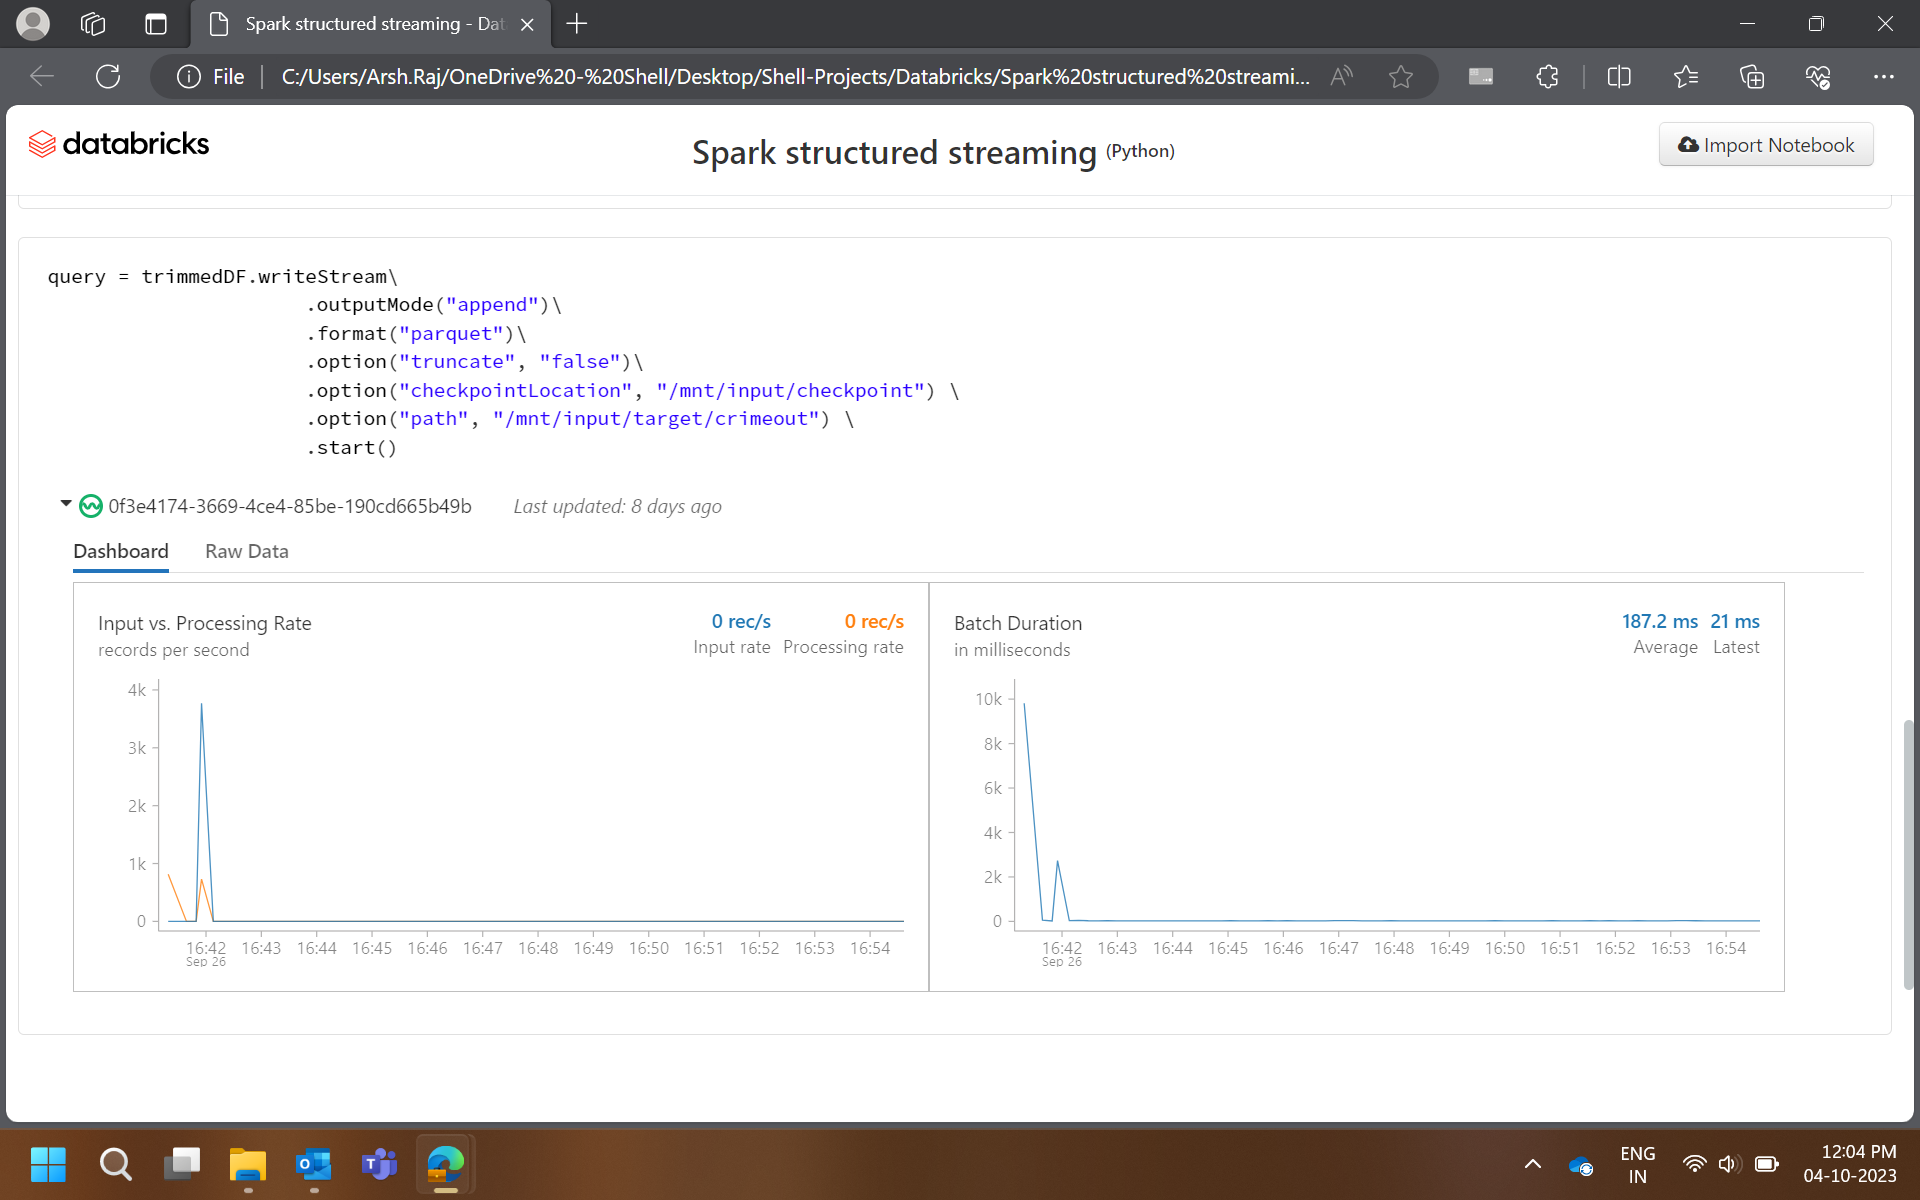 Spark structured streaming - Dat
File
C:/Users/Arsh.Raj/OneDrive%20-%20Shell/Desktop/Shell-Projects/Databricks/Spark%20structured%20streami...
databricks
Spark structured streaming (Python)
Import Notebook
query = trimmedDF.writeStream\
.outputMode("append")\
.format("parquet")\
.option("truncate", "false")\
.option("checkpointLocation", "/mnt/input/checkpoint") \
.option("path", "/mnt/input/target/crimeout") \
.start()
0f3e4174-3669-4ce4-85be-190cd665b49b Last updated: 8 days ago
Dashboard Raw Data
Input vs. Processing Rate
records per second
0 rec/s 0 rec/s
Input rate Processing rate
4k
3k
2k
1k
0
16:42 16:43 16:44 16:45 16:46 16:47 16:48 16:49 16:50 16:51 16:52 16:53 16:54
Sep 26
Batch Duration
in milliseconds
187.2 ms 21 ms
Average Latest
10k
8k
6k
4k
2k
0
16:42 16:43 16:44 16:45 16:46 16:47 16:48 16:49 16:50 16:51 16:52 16:53 16:54
Sep 26
ENG
IN
12:04 PM
04-10-2023